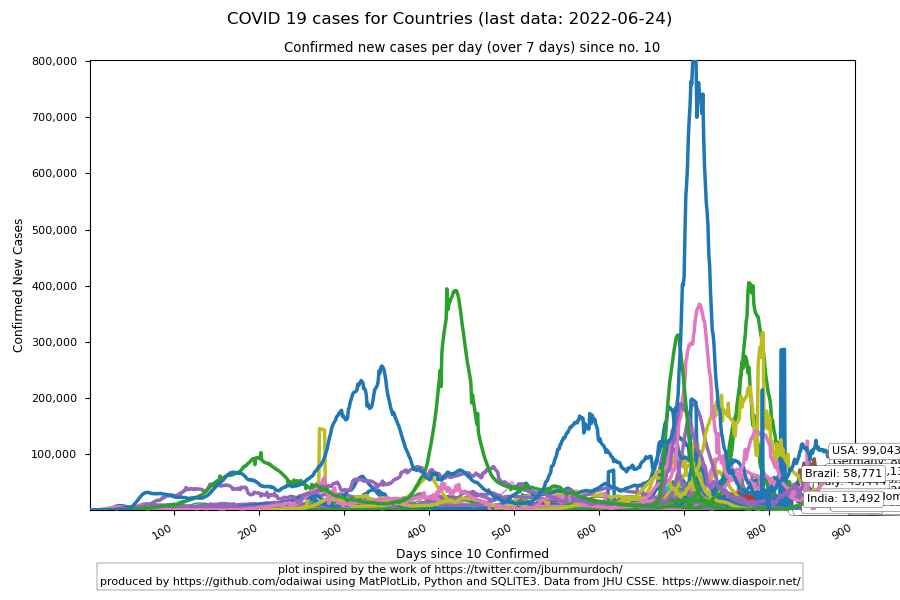 COVID 19 cases for Countries (last data: 2022-06-24)
Confirmed new cases per day (over 7 days) since no. 10
800,000
700,000
600,000
500,000
400,000
300,000
200,000
100,000
Confirmed New Cases
USA: 99,043
Brazil: 58,771
India: 13,492
100
200
300
400
500
600
700
800
900
Days since 10 Confirmed
plot inspired by the work of https://twitter.com/jburnmurdoch/
produced by https://github.com/odaiwai using MatPlotLib, Python and SQLITE3. Data from JHU CSSE. https://www.diaspoir.net/